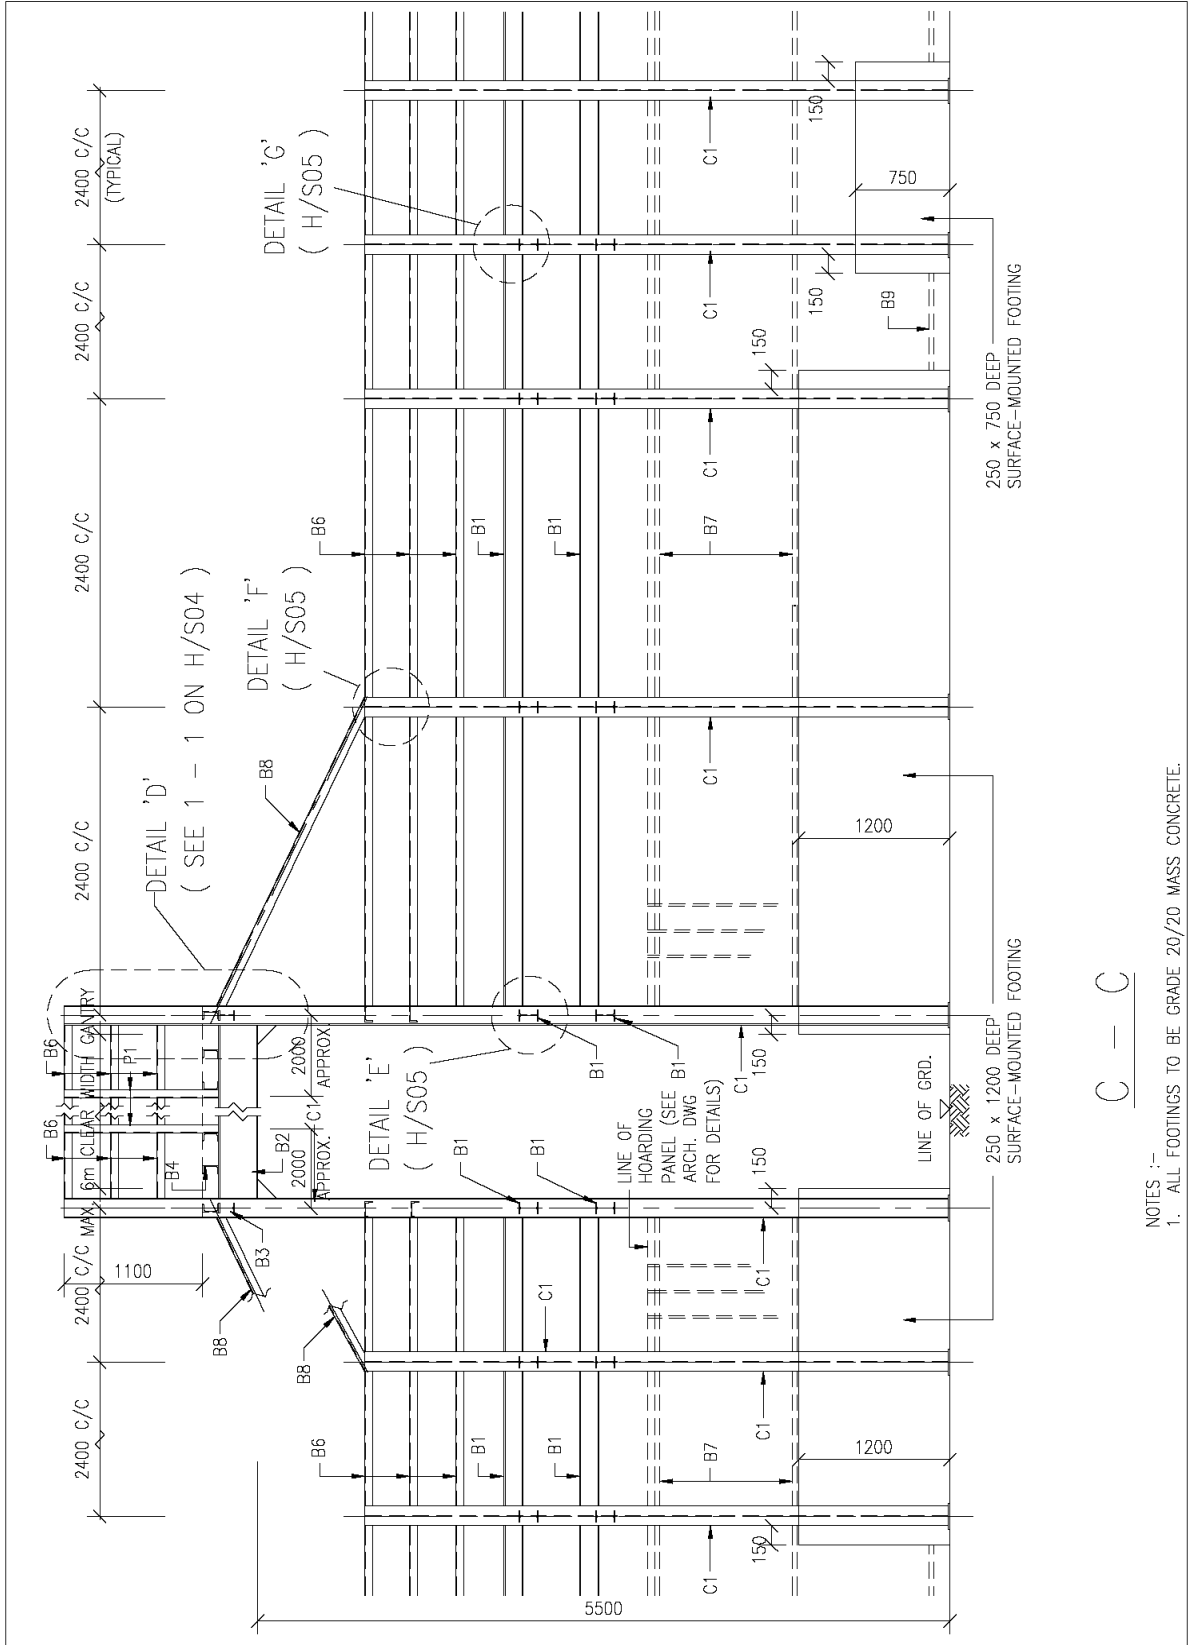 2400 C/C
2400 C/C
MAX. 6m CLEAR WIDTH GANTRY
2400 C/C
2400 C/C
2400 C/C
2400 C/C
(TYPICAL)
B6
B6
P1
1100
B4
B3
B2
B8
B8
B8
2000
APPROX.
C1
2000
APPROX.
DETAIL 'D'
( SEE 1 - 1 ON H/S04 )
DETAIL 'F'
( H/S05 )
DETAIL 'G'
( H/S05 )
DETAIL 'E'
( H/S05 )
B6
B1
B1
B7
C1
B1
B1
B1
B1
B6
B1
B1
B7
LINE OF
HOARDING
PANEL (SEE
ARCH. DWG
FOR DETAILS)
C1
C1
C1
C1
C1
C1
C1
C1
150
150
150
150
150
150
1200
1200
750
B9
5500
LINE OF GRD.
250 x 1200 DEEP
SURFACE-MOUNTED FOOTING
250 x 750 DEEP
SURFACE-MOUNTED FOOTING
C - C
NOTES :-
1. ALL FOOTINGS TO BE GRADE 20/20 MASS CONCRETE.